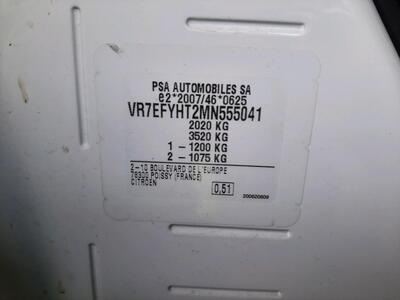 PSA AUTOMOBILES SA
e2*2007/46*0625
VR7EFYHT2MN555041
2020 KG
3520 KG
1 - 1200 KG
2 - 1075 KG
2-10 BOULEVARD DE L'EUROPE
78300 POISSY (FRANCE)
CITROEN
0,51
200620609